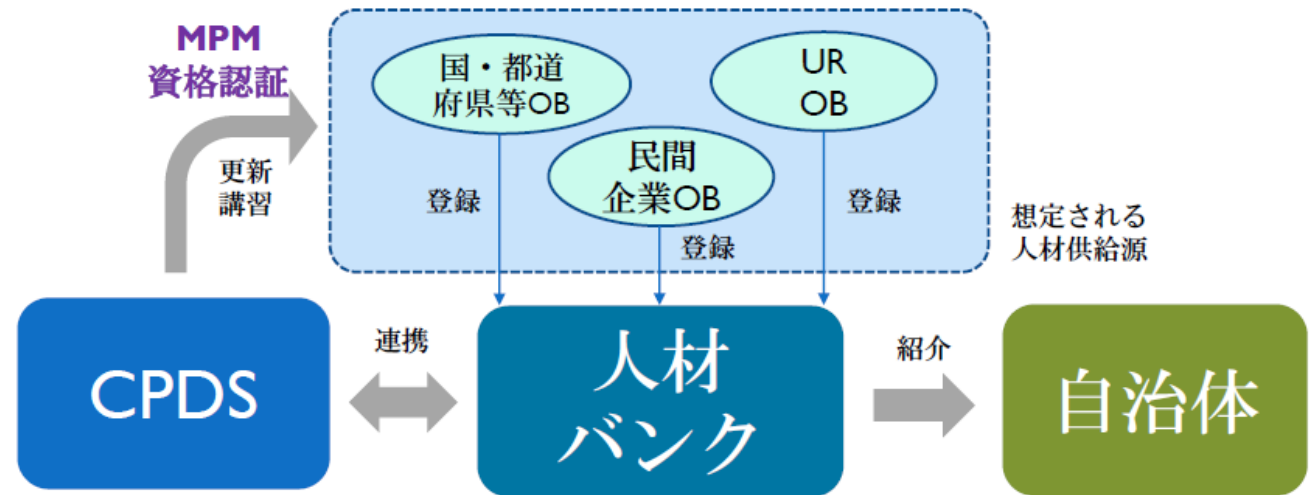 MPM
資格認証
国・都道
府県等OB
UR
OB
民間
企業OB
更新
講習
登録
登録
登録
想定される
人材供給源
CPDS
連携
人材
バンク
紹介
自治体